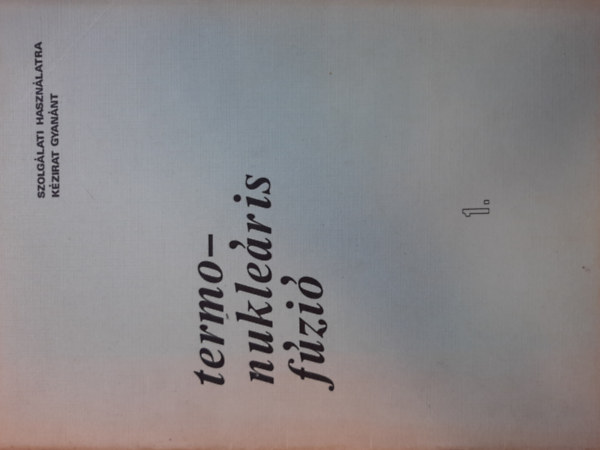 SZOLGÁLATI HASZNÁLATRA
KÉZIRAT GYANÁNT
termo-
nukleáris
fúzió
1.